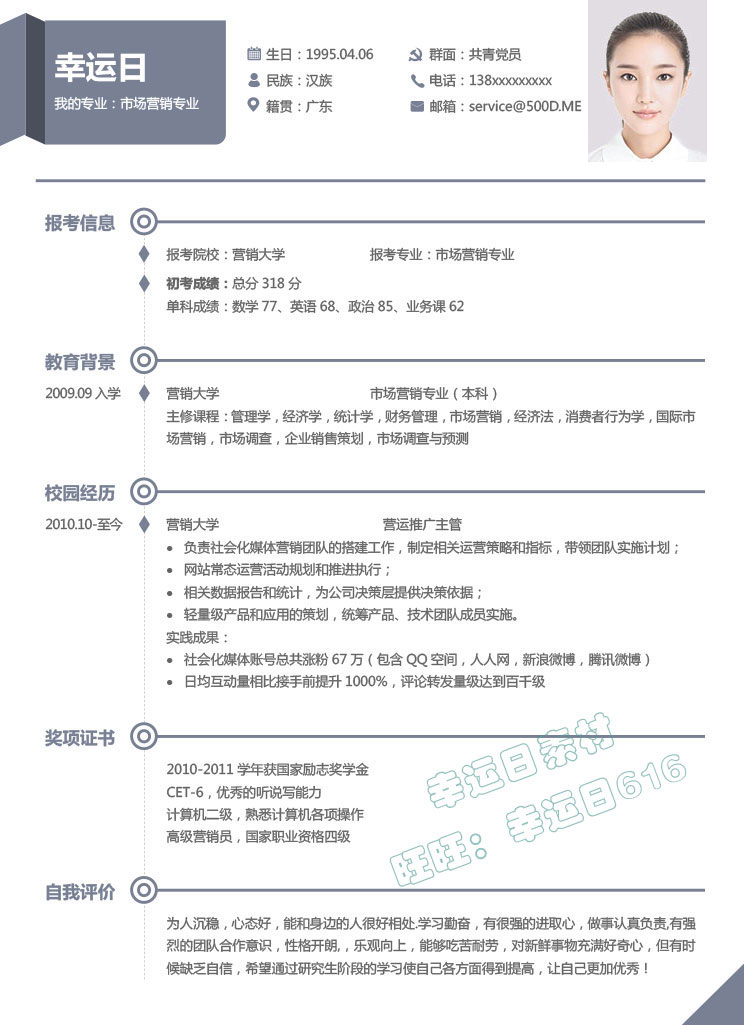 幸运日
我的专业：市场营销专业
生日：1995.04.06
民族：汉族
籍贯：广东
群面：共青党员
电话：138xxxxxxxxx
邮箱：service@500D.ME
报考信息
报考院校：营销大学 报考专业：市场营销专业
初考成绩：总分 318 分
单科成绩：数学 77、英语 68、政治 85、业务课 62
教育背景
2009.09 入学 营销大学 市场营销专业（本科）
主修课程：管理学，经济学，统计学，财务管理，市场营销，经济法，消费者行为学，国际市
场营销，市场调查，企业销售策划，市场调查与预测
校园经历
2010.10-至今 营销大学 营运推广主管
● 负责社会化媒体营销团队的搭建工作，制定相关运营策略和指标，带领团队实施计划；
● 网站常态运营活动规划和推进执行；
● 相关数据报告和统计，为公司决策层提供决策依据；
● 轻量级产品和应用的策划，统筹产品、技术团队成员实施。
实践成果：
● 社会化媒体账号总共涨粉 67 万（包含 QQ 空间，人人网，新浪微博，腾讯微博）
● 日均互动量相比接手前提升 1000%，评论转发量级达到百千级
奖项证书
2010-2011 学年获国家励志奖学金
CET-6，优秀的听说写能力
计算机二级，熟悉计算机各项操作
高级营销员，国家职业资格四级
幸运日素材
旺旺：幸运日616
自我评价
为人沉稳，心态好，能和身边的人很好相处.学习勤奋，有很强的进取心，做事认真负责,有强
烈的团队合作意识，性格开朗,，乐观向上，能够吃苦耐劳，对新鲜事物充满好奇心，但有时
候缺乏自信，希望通过研究生阶段的学习使自己各方面得到提高，让自己更加优秀！